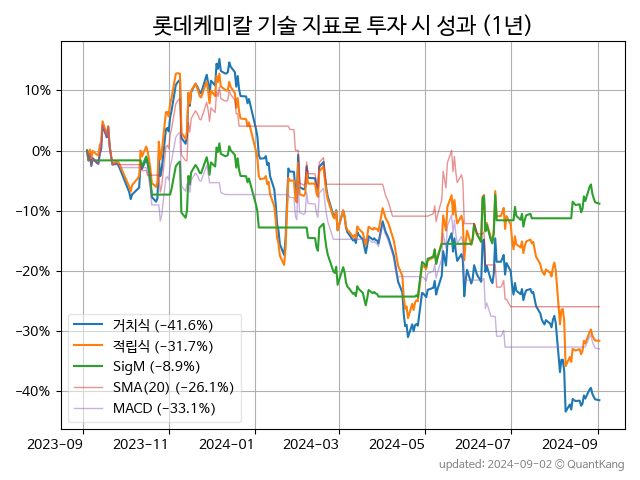 롯데케미칼 기술 지표로 투자 시 성과 (1년)
10%
0%
−10%
−20%
−30%
−40%
거치식 (−41.6%)
적립식 (−31.7%)
SigM (−8.9%)
SMA(20) (−26.1%)
MACD (−33.1%)
2023−09 2023−11 2024−01 2024−03 2024−05 2024−07 2024−09
updated: 2024-09-02 © QuantKang